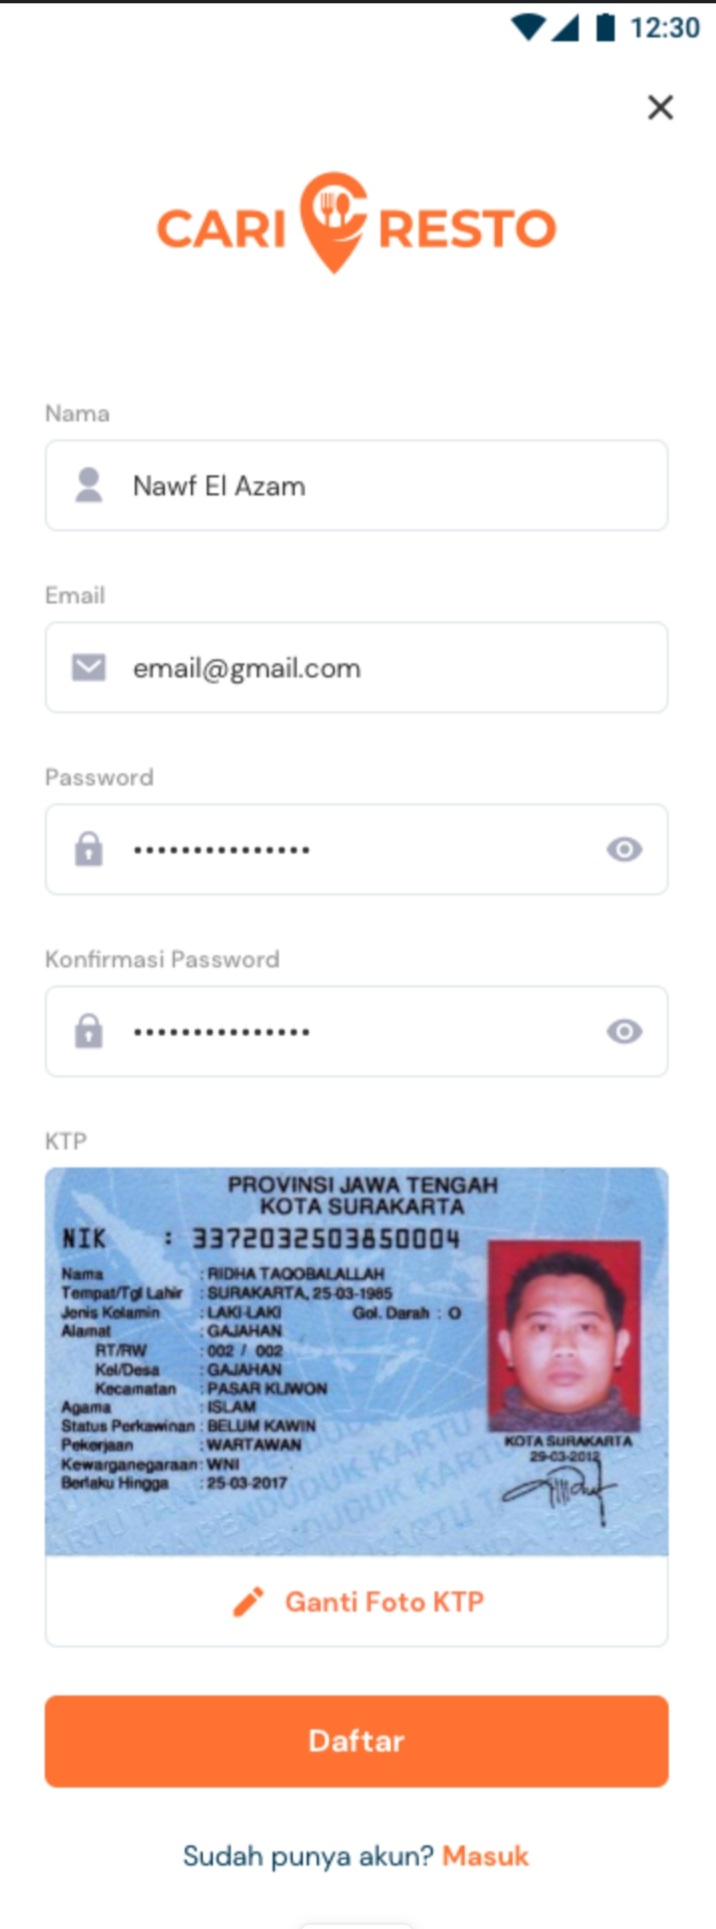 12:30
CARI RESTO
Nama
Nawf El Azam
Email
email@gmail.com
Password
•••••••••••••••
Konfirmasi Password
•••••••••••••••
KTP
PROVINSI JAWA TENGAH
KOTA SURAKARTA
NIK : 3372032503850004
Nama : RIDHA TAQOBALALLAH
Tempat/Tgl Lahir : SURAKARTA, 25-03-1985
Jenis Kelamin : LAKI-LAKI Gol. Darah : O
Alamat : GAJAHAN
RT/RW : 002 / 002
Kel/Desa : GAJAHAN
Kecamatan : PASAR KLIWON
Agama : ISLAM
Status Perkawinan : BELUM KAWIN
Pekerjaan : WARTAWAN
Kewarganegaraan : WNI
Berlaku Hingga : 25-03-2017
KOTA SURAKARTA
29-03-2012
Ganti Foto KTP
Daftar
Sudah punya akun? Masuk